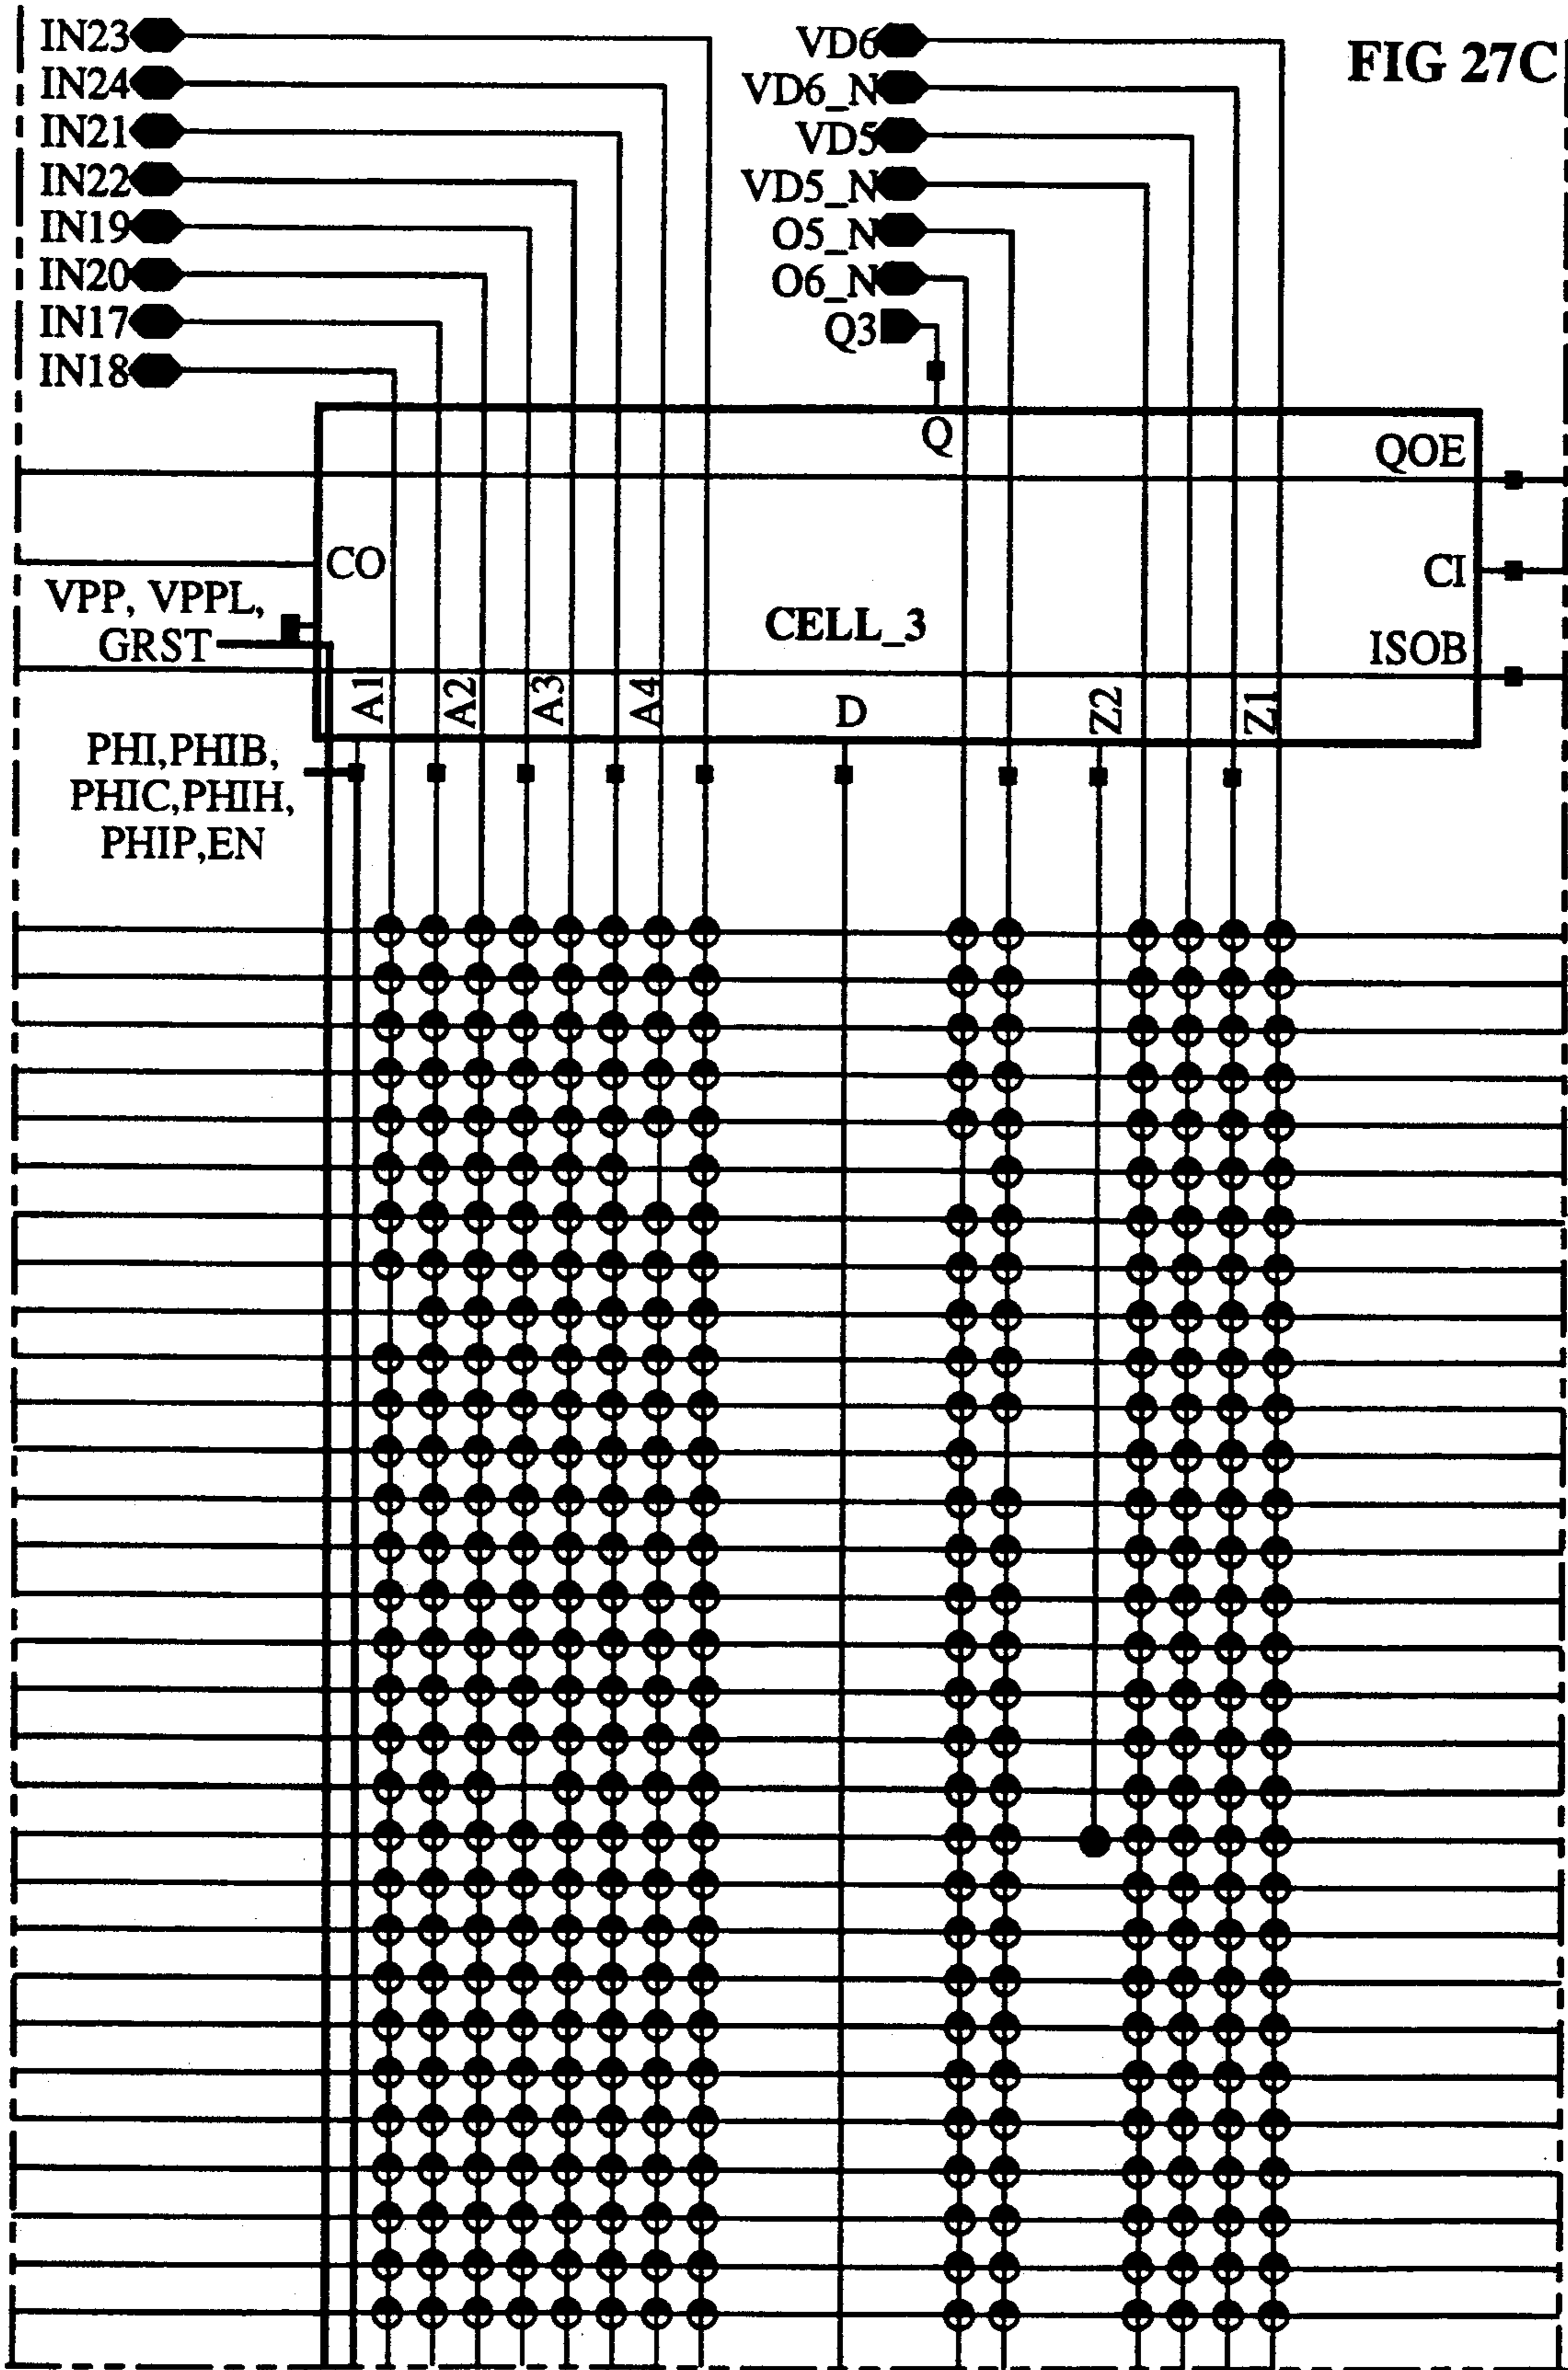 FIG 27C
IN23
IN24
IN21
IN22
IN19
IN20
IN17
IN18
VD6
VD6_N
VD5
VD5_N
O5_N
O6_N
Q3
Q
QOE
CO
CI
VPP, VPPL,
GRST
CELL_3
ISOB
A1
A2
A3
A4
D
Z2
Z1
PHI,PHIB,
PHIC,PHIH,
PHIP,EN